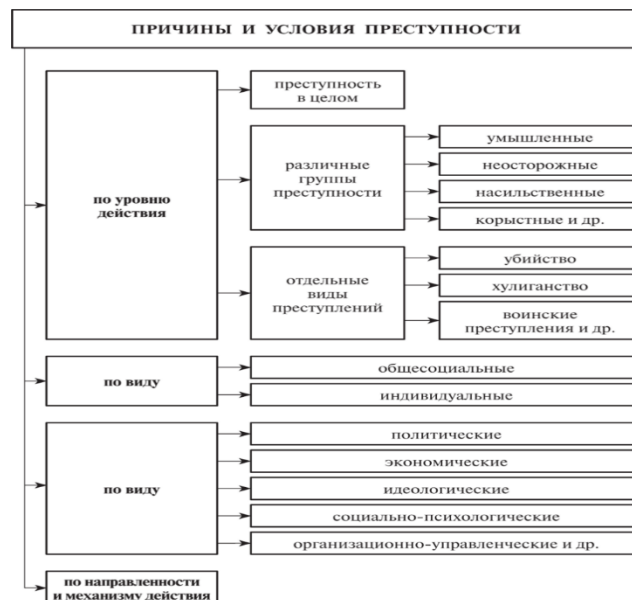 ПРИЧИНЫ И УСЛОВИЯ ПРЕСТУПНОСТИ
по уровню
действия
преступность
в целом
различные
группы
преступности
умышленные
неосторожные
насильственные
корыстные и др.
отдельные
виды
преступлений
убийство
хулиганство
воинские
преступления и др.
по виду
общесоциальные
индивидуальные
по виду
политические
экономические
идеологические
социально-психологические
организационно-управленческие и др.
по направленности
и механизму действия